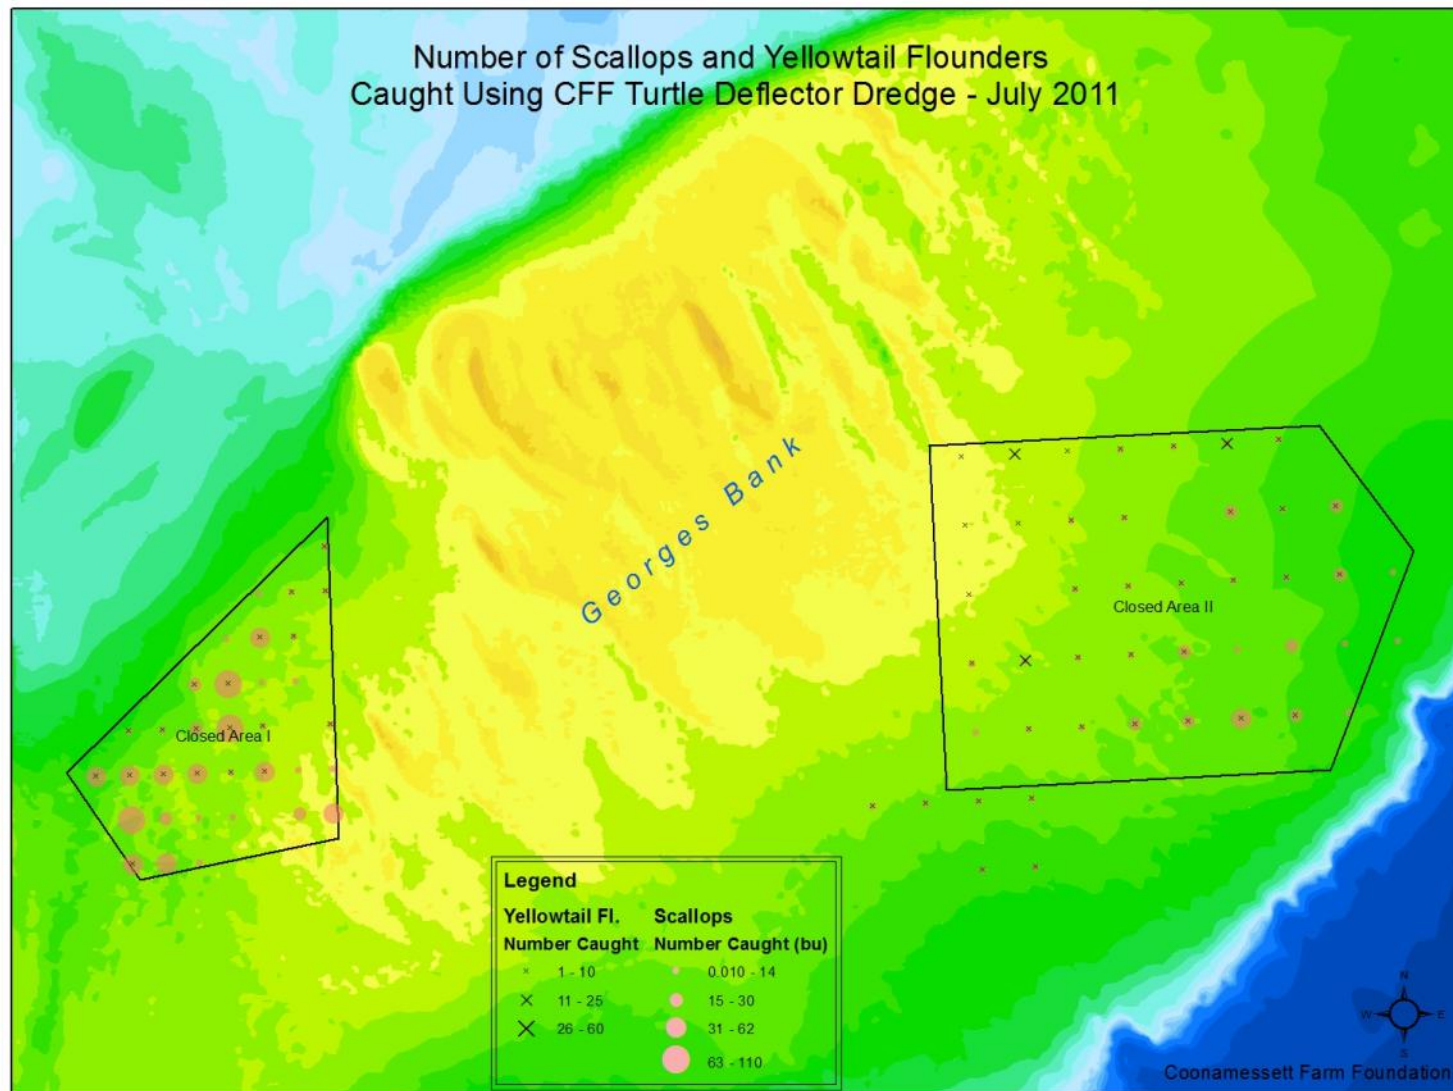 Number of Scallops and Yellowtail Flounders
Caught Using CFF Turtle Deflector Dredge - July 2011
Georges Bank
Closed Area II
Closed Area I
Legend
Yellowtail Fl. Scallops
Number Caught Number Caught (bu)
1 - 10 0.010 - 14
11 - 25 15 - 30
26 - 60 31 - 62
63 - 110
N
W E
S
Coonamessett Farm Foundation